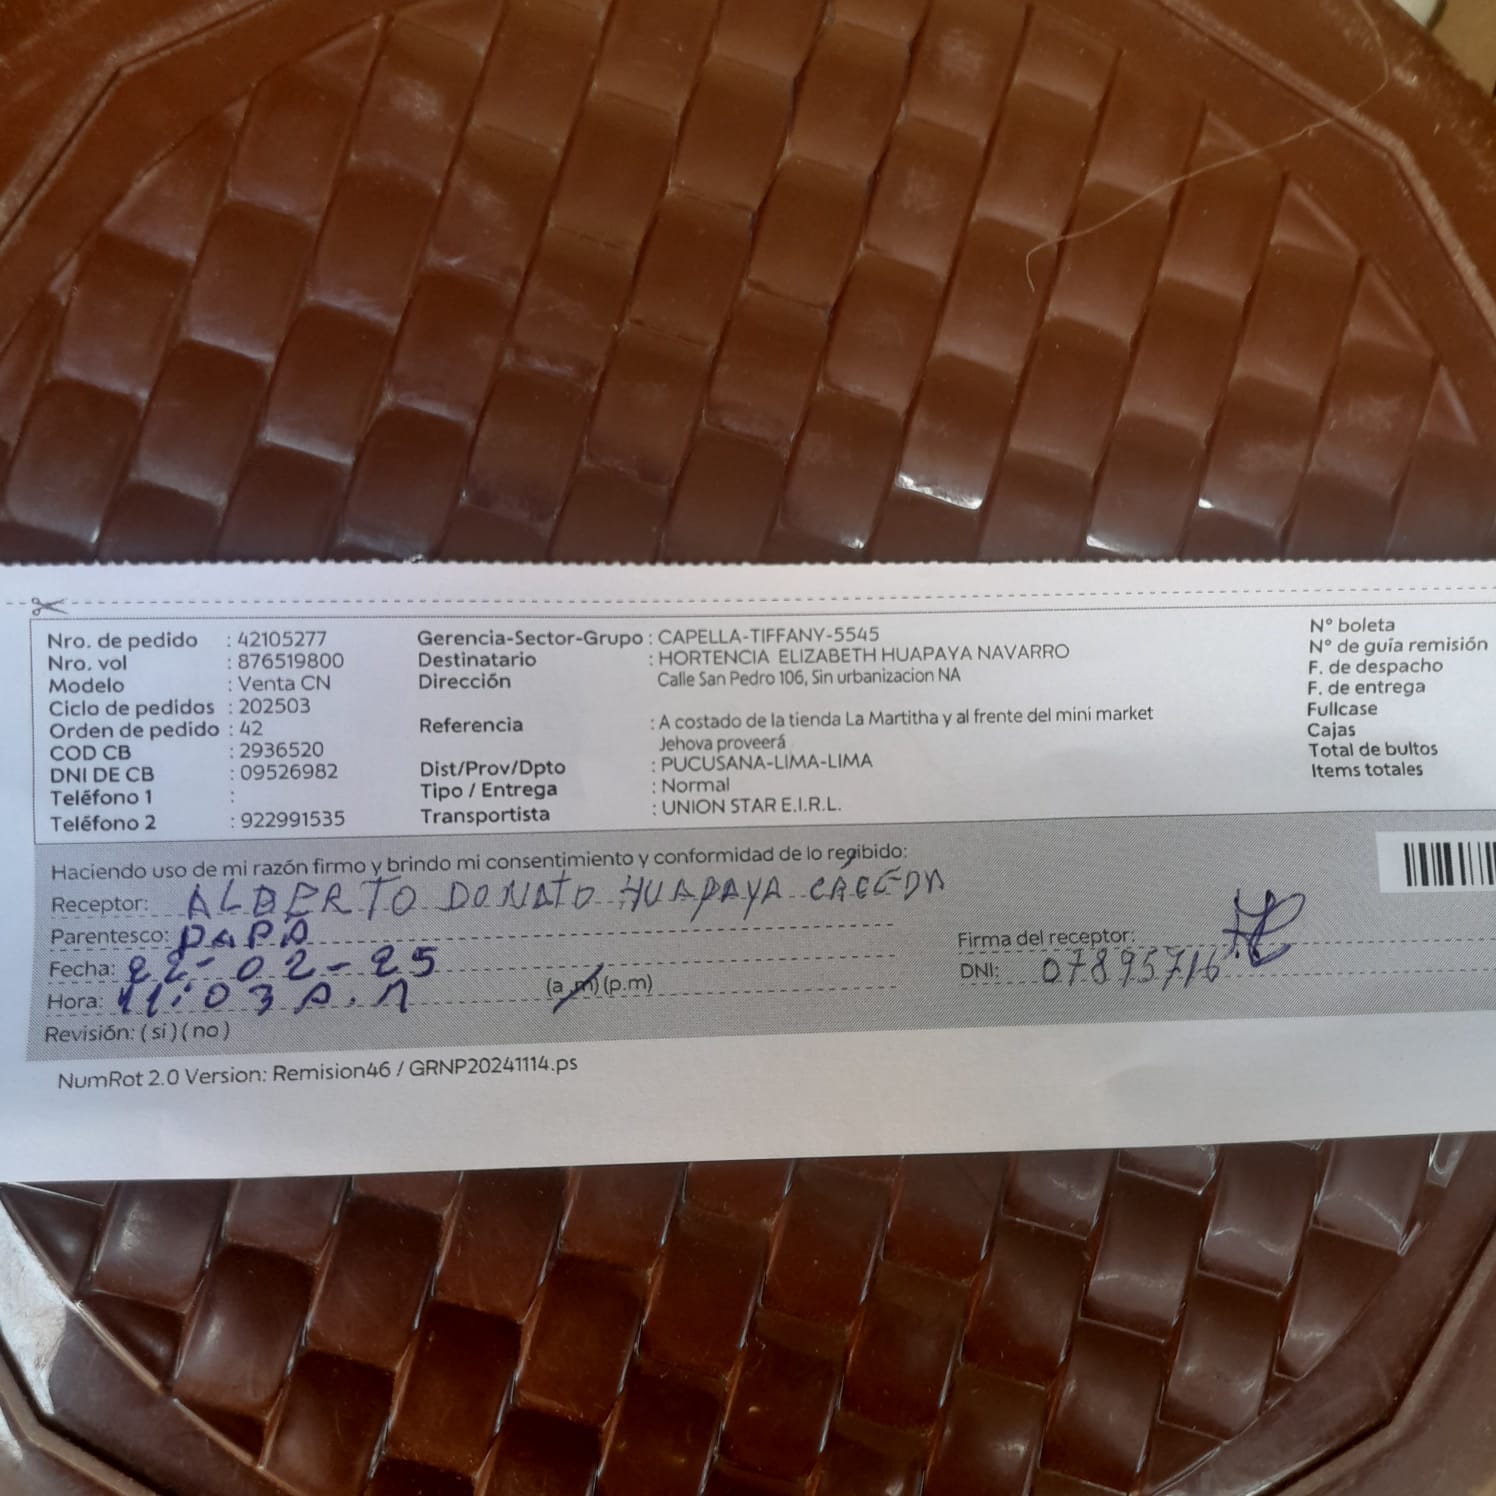 Nro. de pedido : 42105277
Nro. vol : 876519800
Modelo : Venta CN
Ciclo de pedidos : 202503
Orden de pedido : 42
COD CB : 2936520
DNI DE CB : 09526982
Teléfono 1 :
Teléfono 2 : 922991535
Gerencia-Sector-Grupo : CAPELLA-TIFFANY-5545
Destinatario : HORTENCIA ELIZABETH HUAPAYA NAVARRO
Dirección Calle San Pedro 106, Sin urbanizacion NA
Referencia : A costado de la tienda La Martitha y al frente del mini market
Jehova proveerá
Dist/Prov/Dpto : PUCUSANA-LIMA-LIMA
Tipo / Entrega : Normal
Transportista : UNION STAR E.I.R.L.
N° boleta
N° de guía remisión
F. de despacho
F. de entrega
Fullcase
Cajas
Total de bultos
Items totales
Haciendo uso de mi razón firmo y brindo mi consentimiento y conformidad de lo recibido:
Receptor: ALBERTO DONATO HUAPAYA
Parentesco: PAPA
Fecha: 22-02-25
Hora: 11:03 A.M (a.m)(p.m)
Revisión: (si)(no)
Firma del receptor:
DNI: 07895716
NumRot 2.0 Version: Remision46 / GRNP20241114.ps